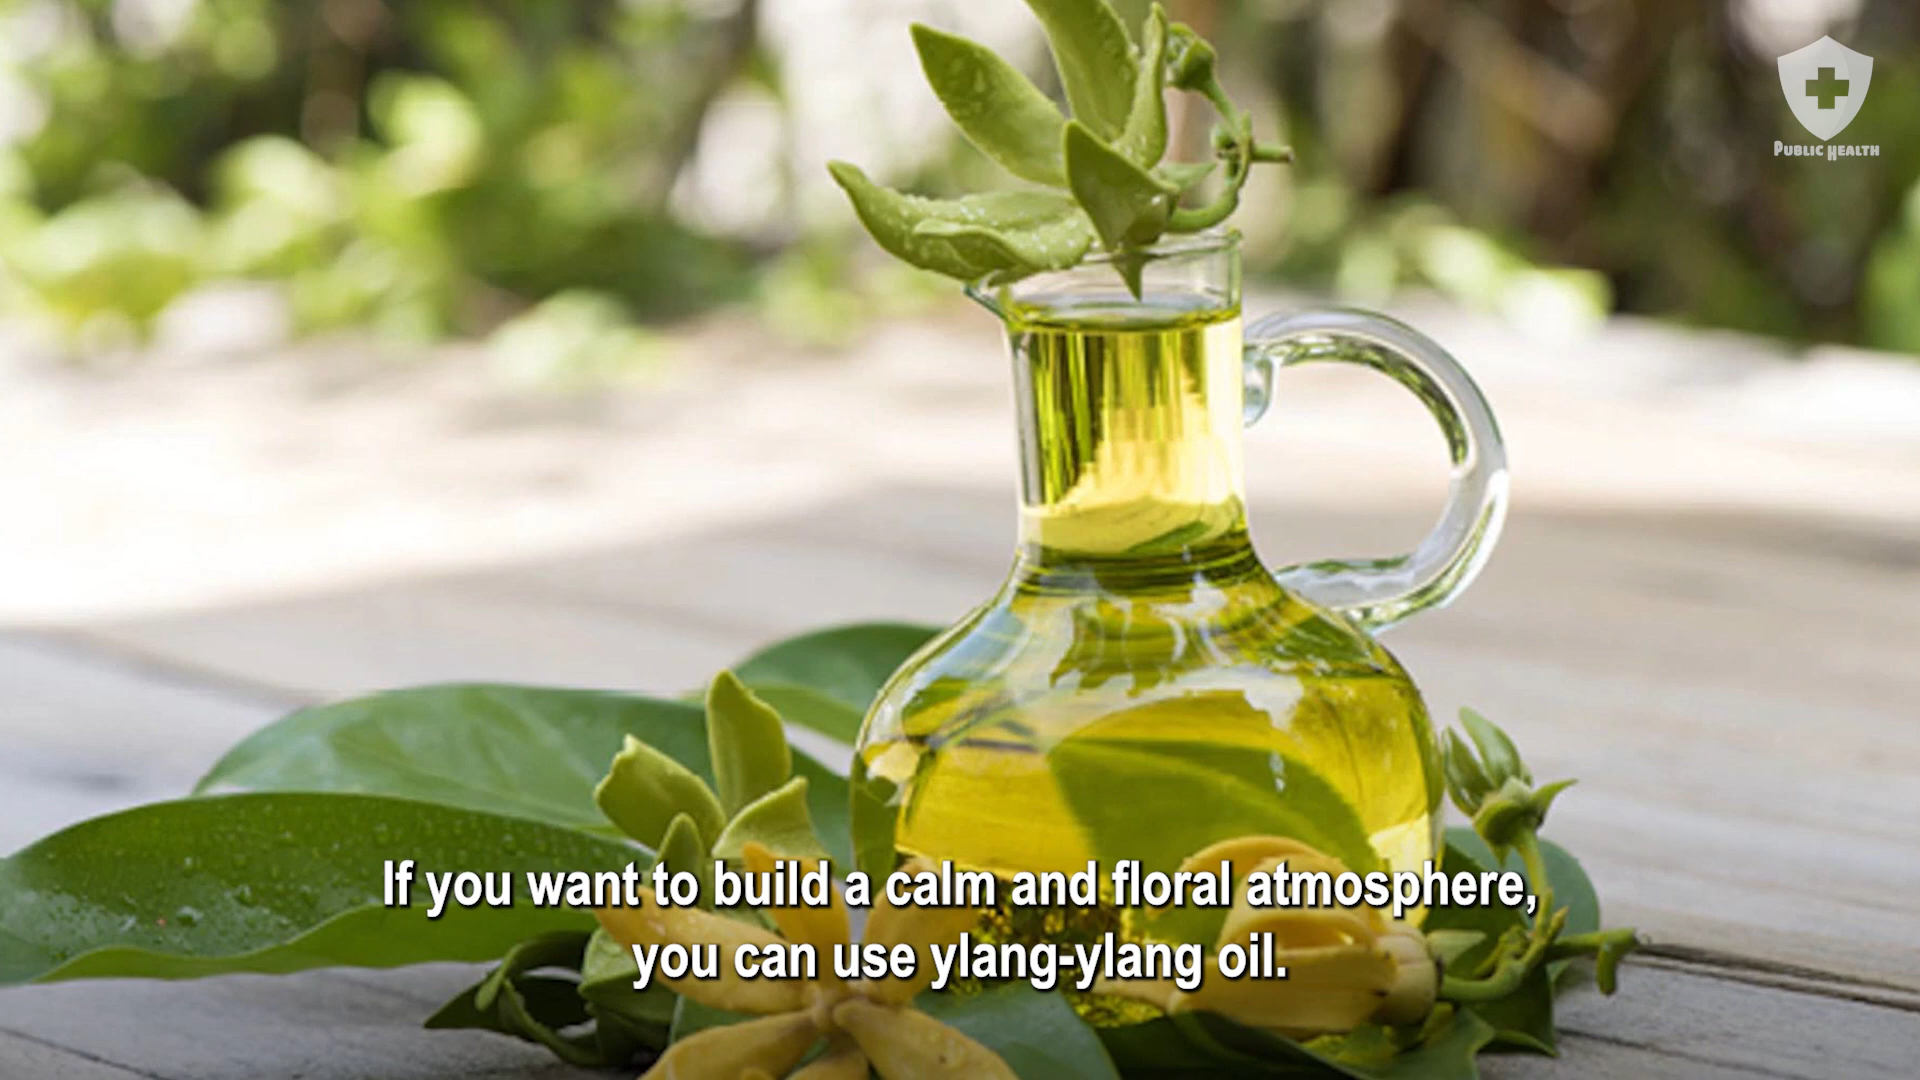 PUBLIC HEALTH
If you want to build a calm and floral atmosphere,
you can use ylang-ylang oil.